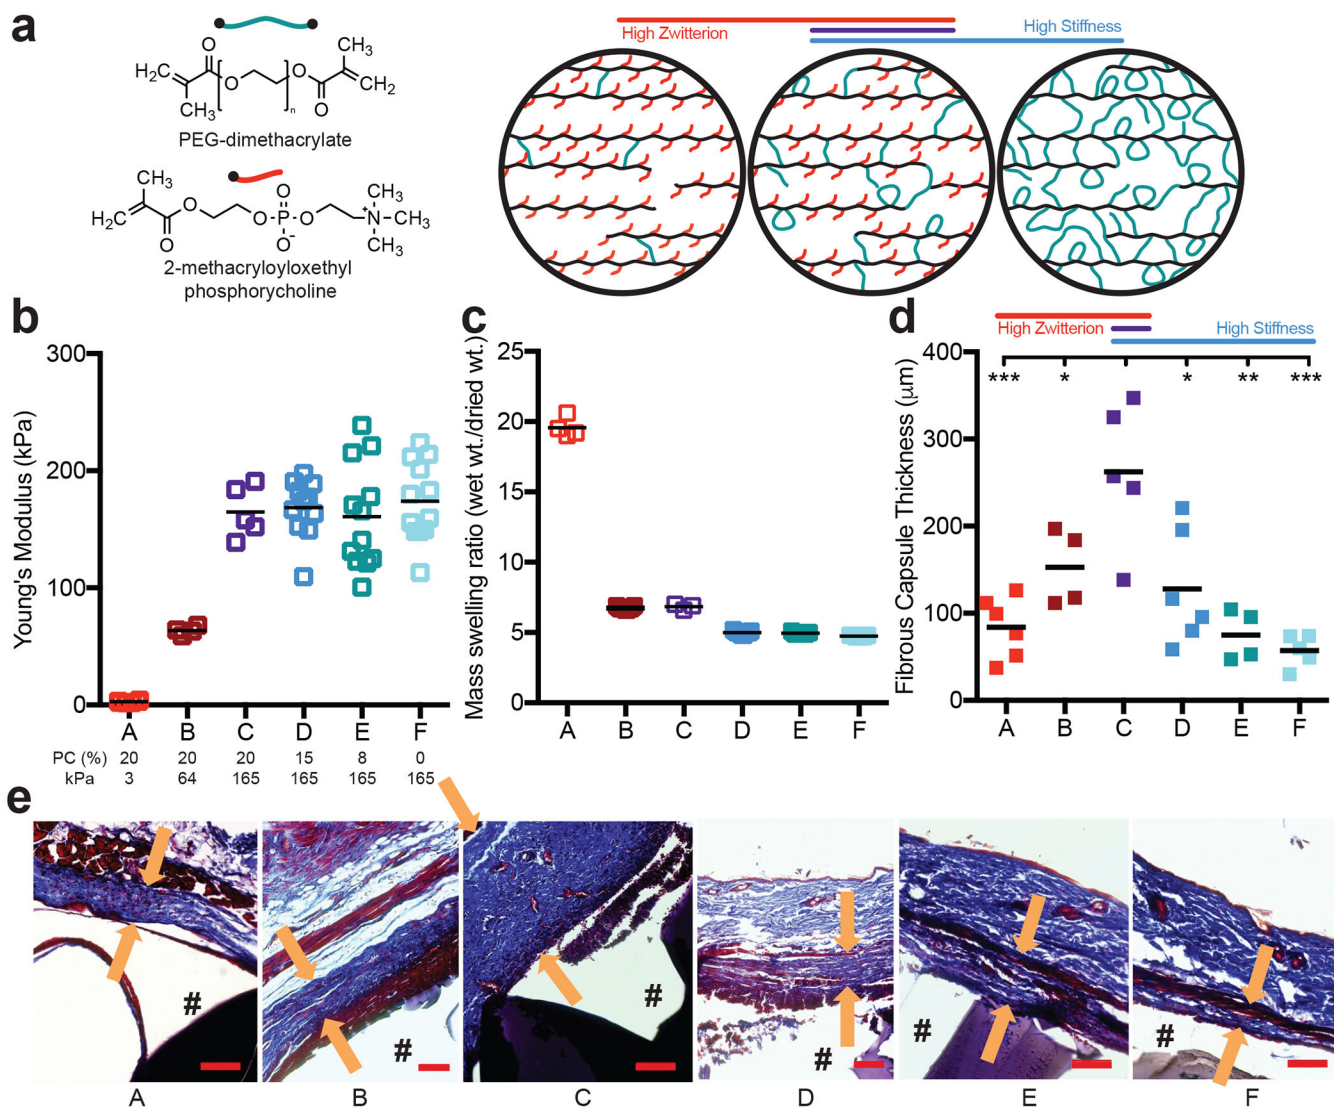 a
High Zwitterion
High Stiffness
O
CH3
H2C
O
O
CH2
CH3
n
O
PEG-dimethacrylate
CH3
H2C
O
O
O
O
P
O
O-
N+
CH3
CH3
CH3
2-methacryloyloxethyl
phosphorycholine
b
Young's Modulus (kPa)
300
200
100
0
A B C D E F
PC (%) 20 20 20 15 8 0
kPa 3 64 165 165 165 165
c
Mass swelling ratio (wet wt./dried wt.)
25
20
15
10
5
0
A B C D E F
d
High Zwitterion
High Stiffness
Fibrous Capsule Thickness (μm)
400
300
200
100
0
*** * * ** ***
A B C D E F
e
# # # # # #
A B C D E F